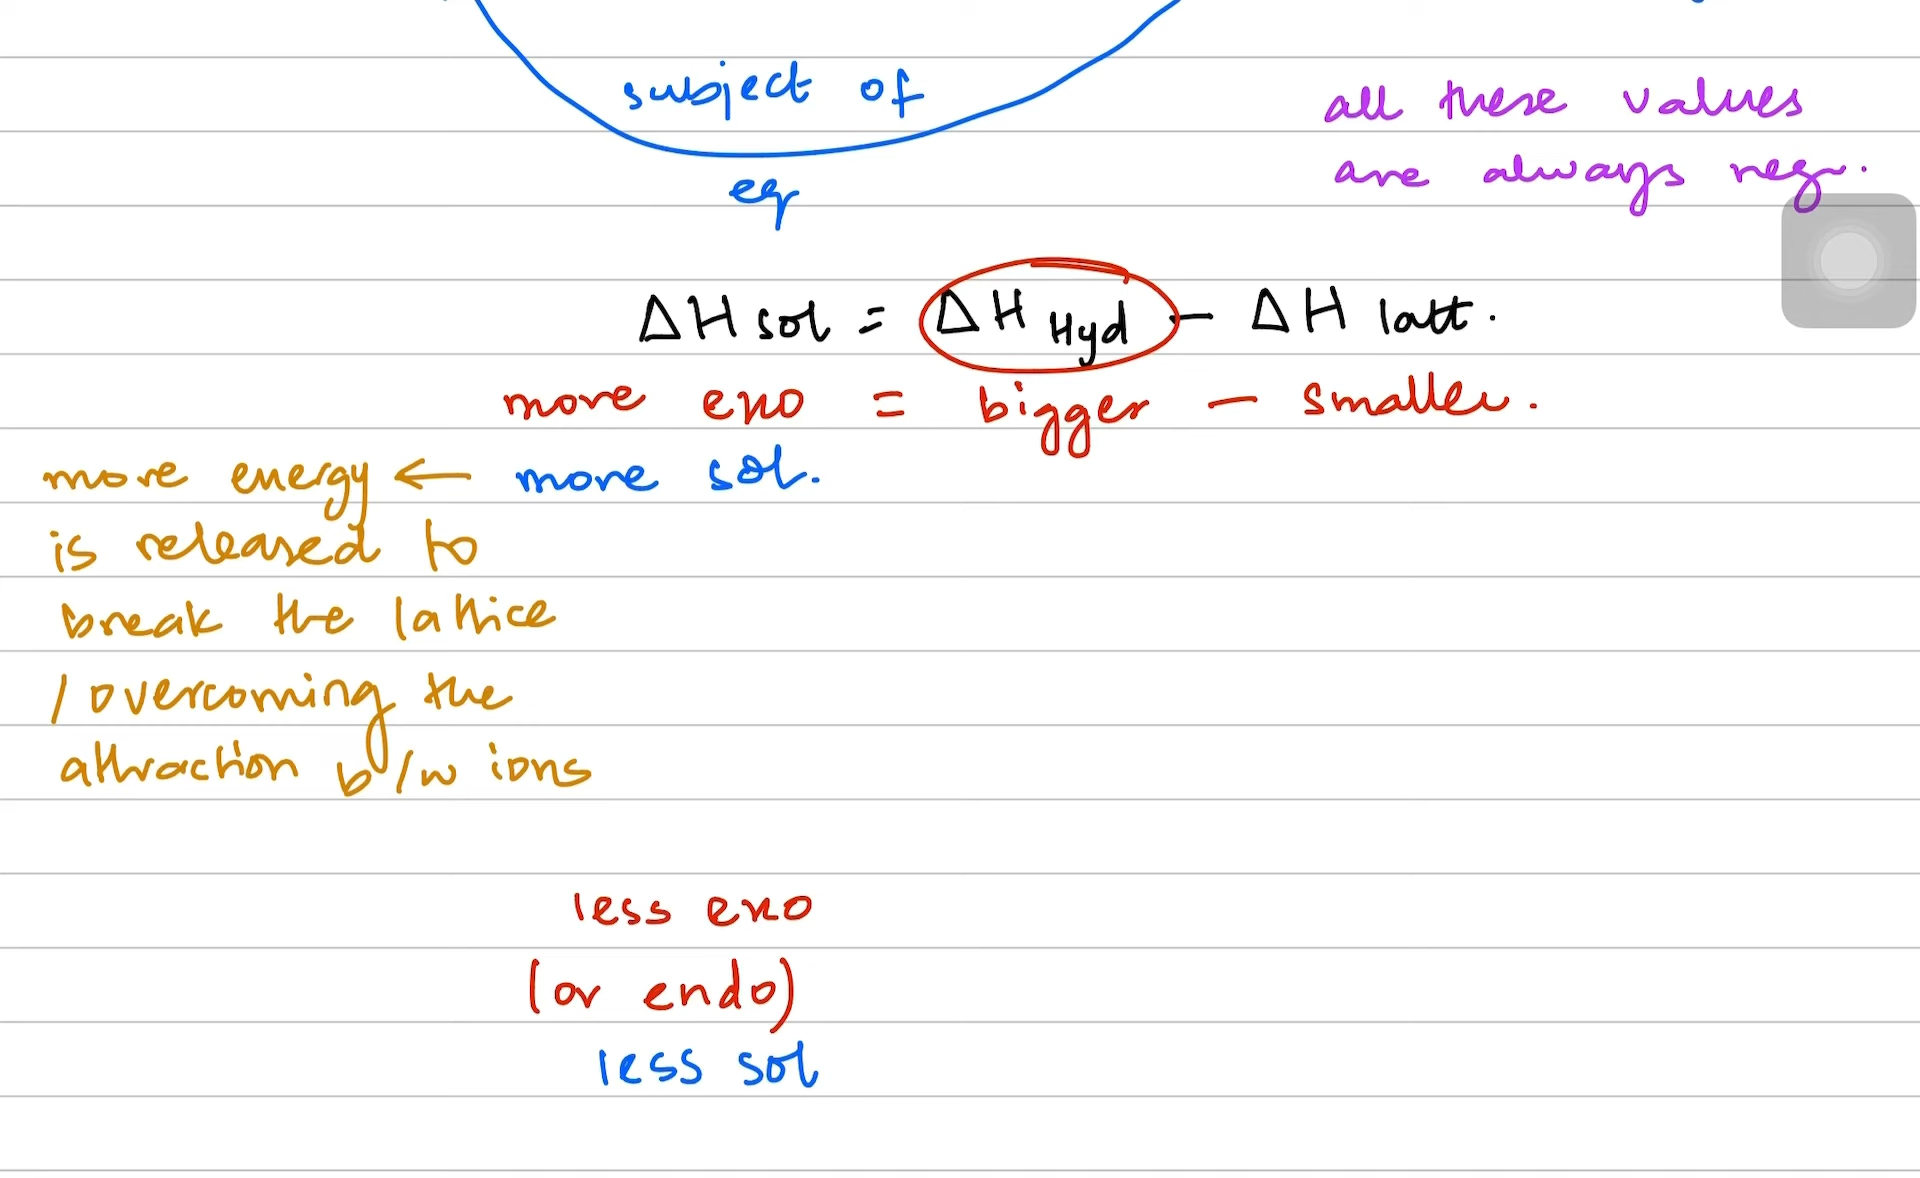 subject of
eq
all these values
are always neg.
ΔH sol = ΔH Hyd - ΔH latt.
more exo = bigger - smaller.
more energy ← more sol.
is released to
break the lattice
/ overcoming the
attraction b/w ions
less exo
(or endo)
less sol